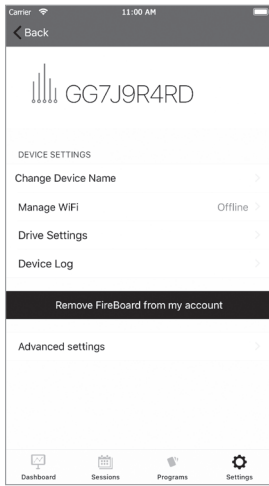 Carrier 11:00 AM
Back
GG7J9R4RD
DEVICE SETTINGS
Change Device Name
Manage WiFi Offline
Drive Settings
Device Log
Remove FireBoard from my account
Advanced settings
Dashboard Sessions Programs Settings